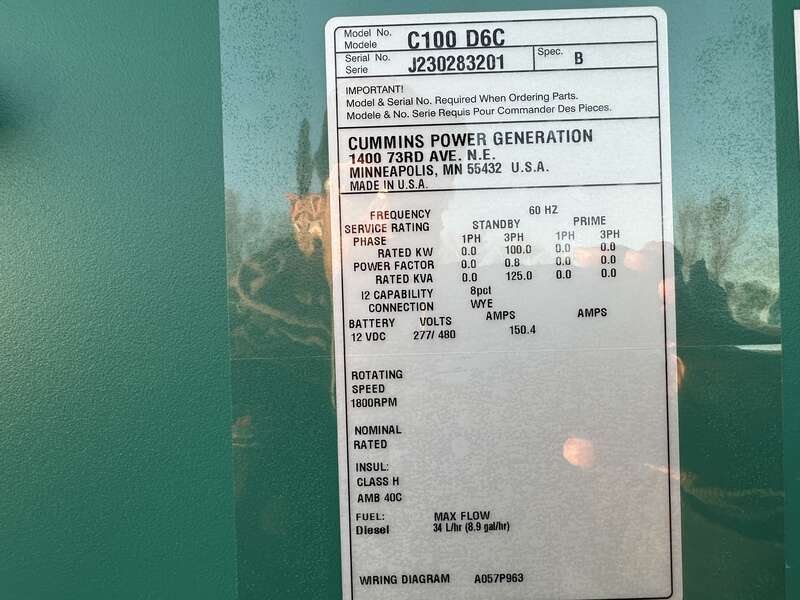 Model No. C100 D6C
Modele
Serial No. J230283201 Spec. B
Serie
IMPORTANT!
Model & Serial No. Required When Ordering Parts.
Modele & No. Serie Requis Pour Commander Des Pieces.
CUMMINS POWER GENERATION
1400 73RD AVE. N.E.
MINNEAPOLIS, MN 55432 U.S.A.
MADE IN U.S.A.
FREQUENCY 60 HZ
SERVICE RATING STANDBY PRIME
PHASE 1PH 3PH 1PH 3PH
RATED KW 0.0 100.0 0.0 0.0
POWER FACTOR 0.0 0.8 0.0 0.0
RATED KVA 0.0 125.0 0.0 0.0
I2 CAPABILITY 8pct
CONNECTION WYE
BATTERY VOLTS AMPS AMPS
12 VDC 277/ 480 150.4
ROTATING
SPEED
1800RPM
NOMINAL
RATED
INSUL:
CLASS H
AMB 40C
FUEL: MAX FLOW
Diesel 34 L/hr (8.9 gal/hr)
WIRING DIAGRAM A057P963